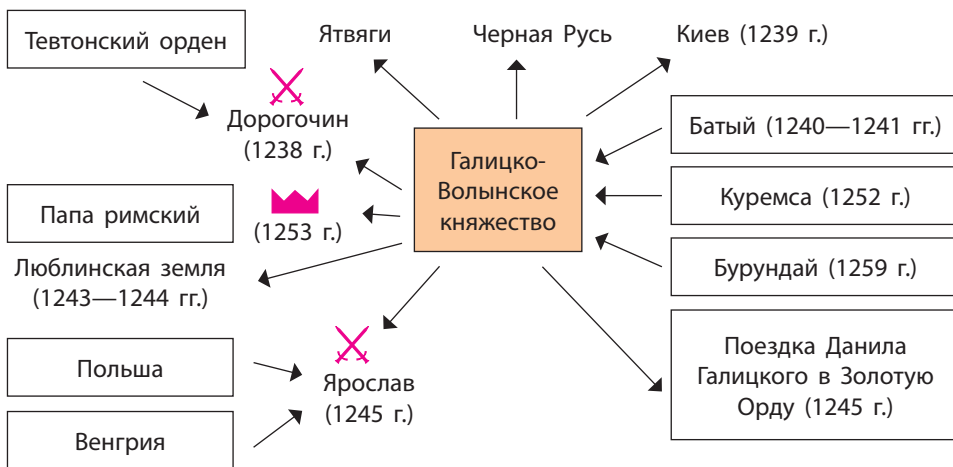 Тевтонский орден
Ятвяги
Черная Русь
Киев (1239 г.)
Дорогочин
(1238 г.)
Галицко-
Волынское
княжество
Батый (1240—1241 гг.)
Папа римский
(1253 г.)
Куремса (1252 г.)
Люблинская земля
(1243—1244 гг.)
Бурундай (1259 г.)
Польша
Ярослав
(1245 г.)
Венгрия
Поездка Данила
Галицкого в Золотую
Орду (1245 г.)